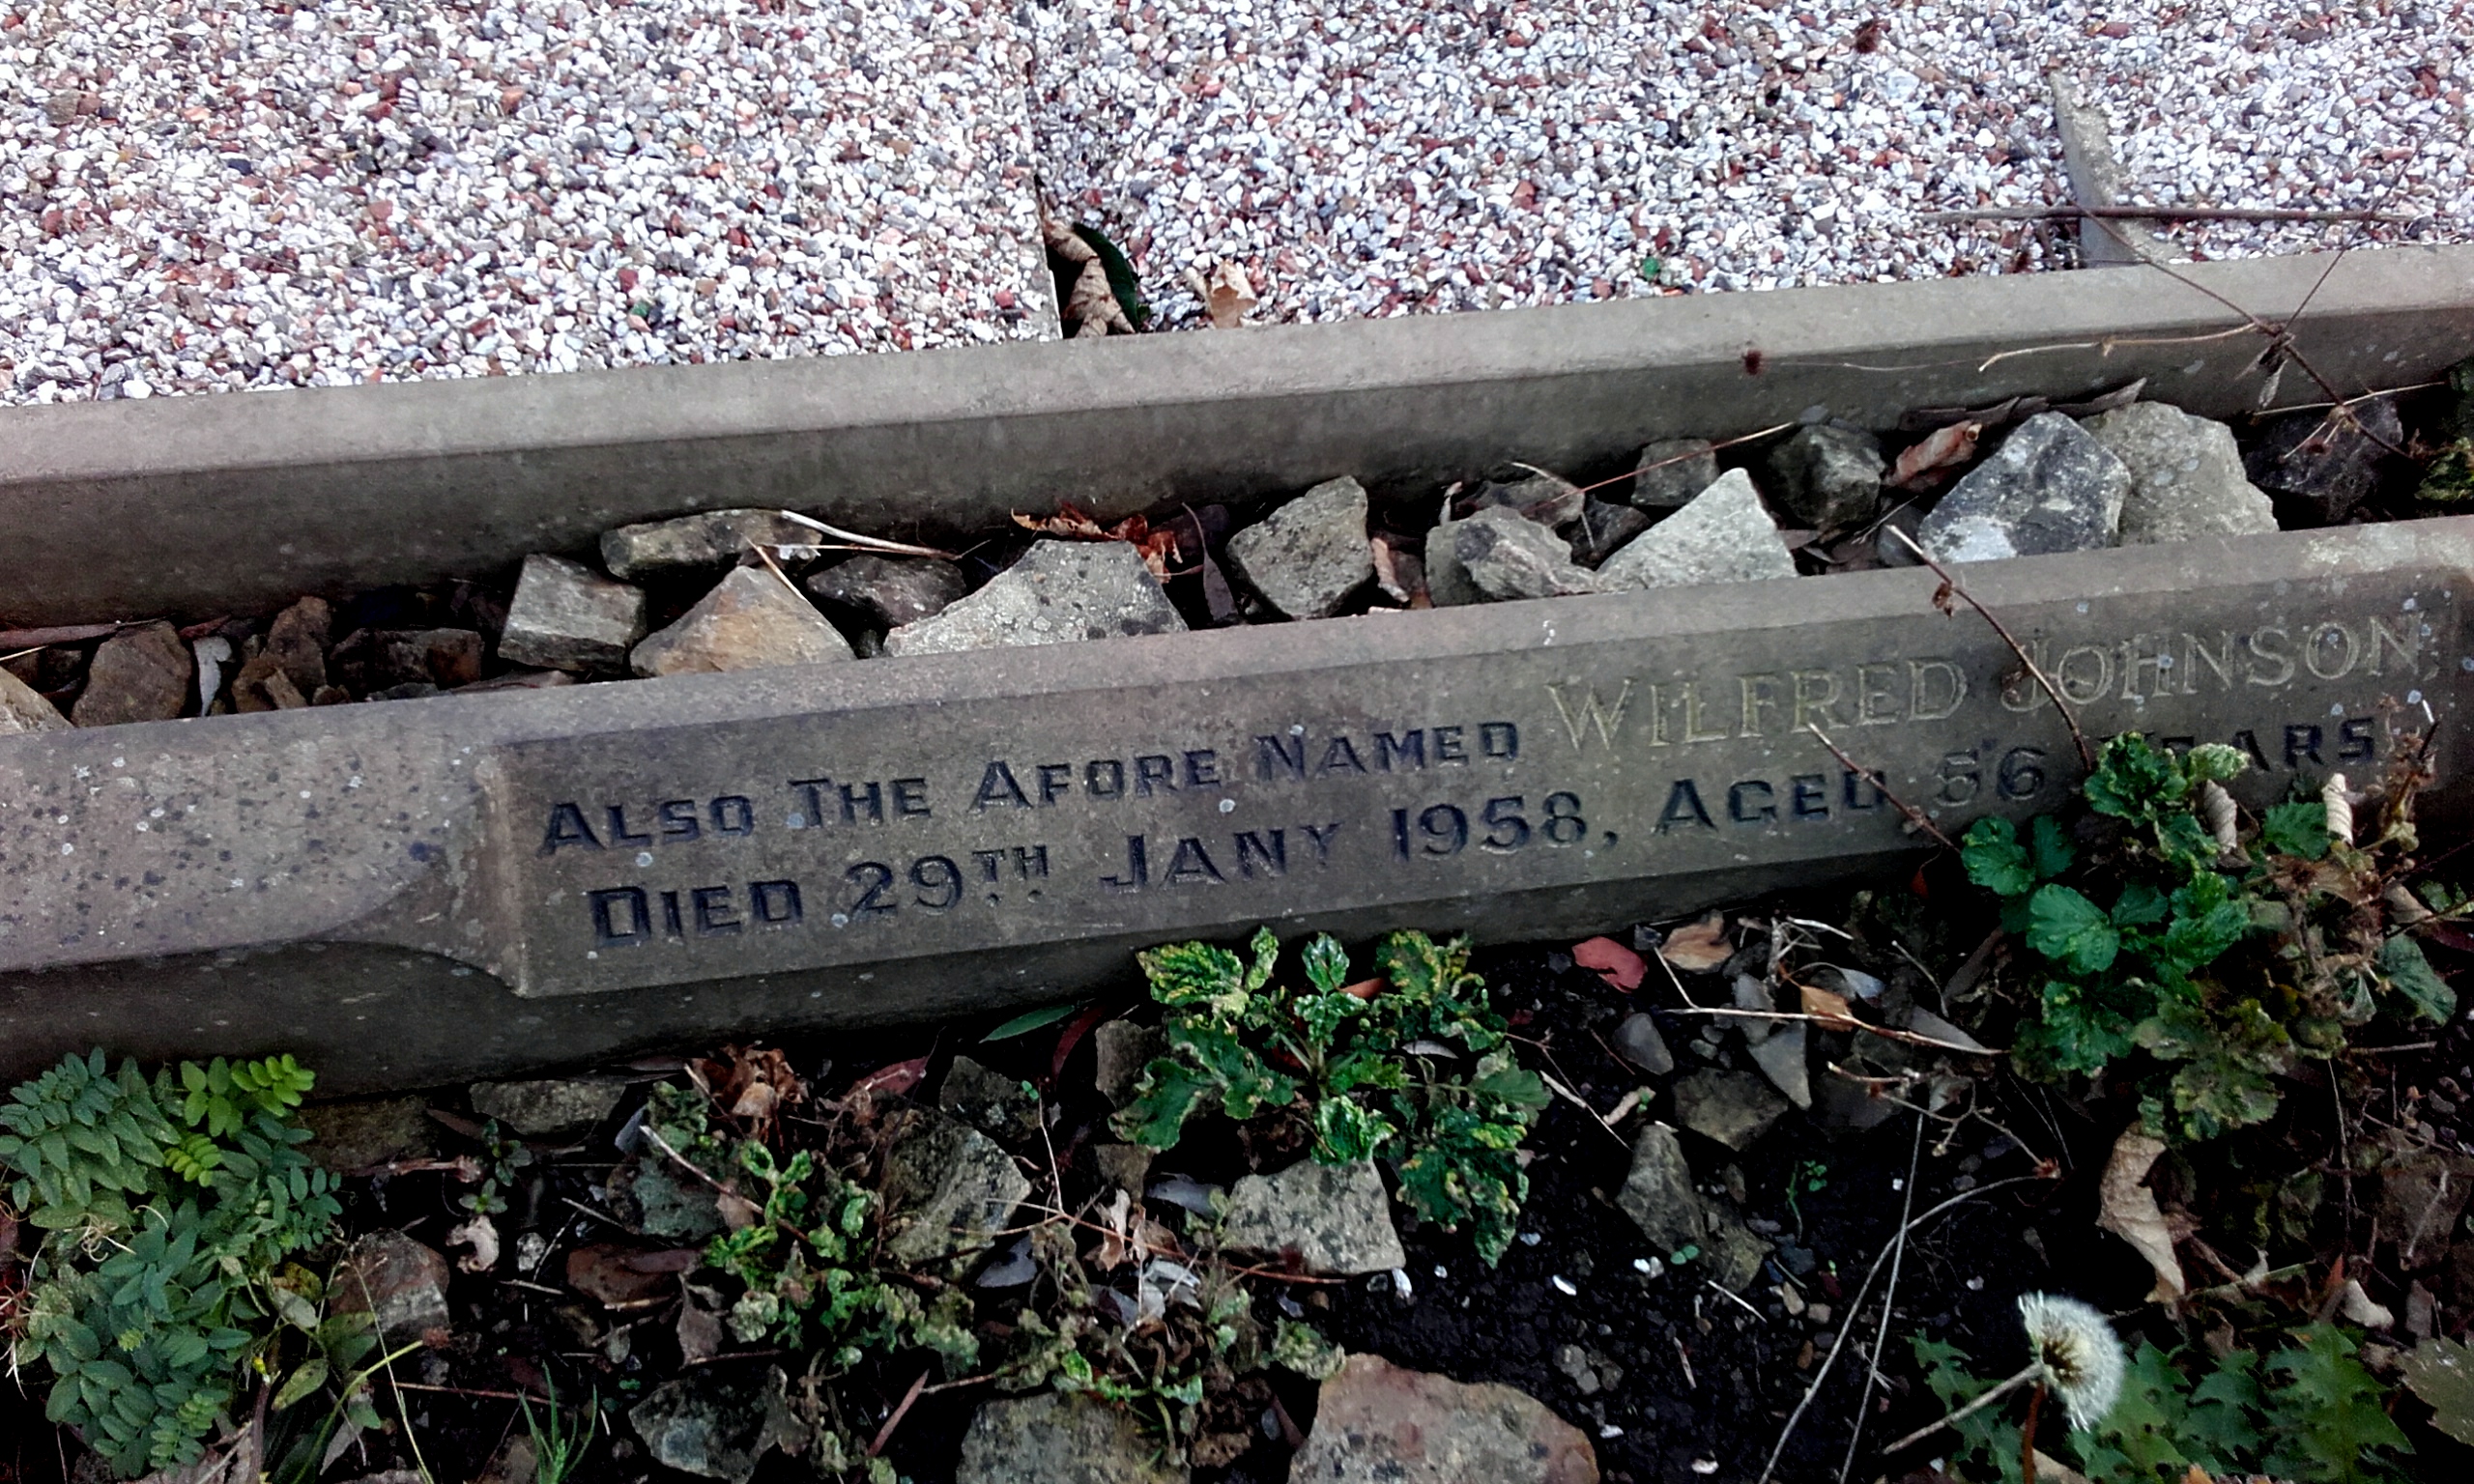 ALSO THE AFORE NAMED WILFRED JOHNSON,
DIED 29TH JANY 1958, AGED 56 YEARS